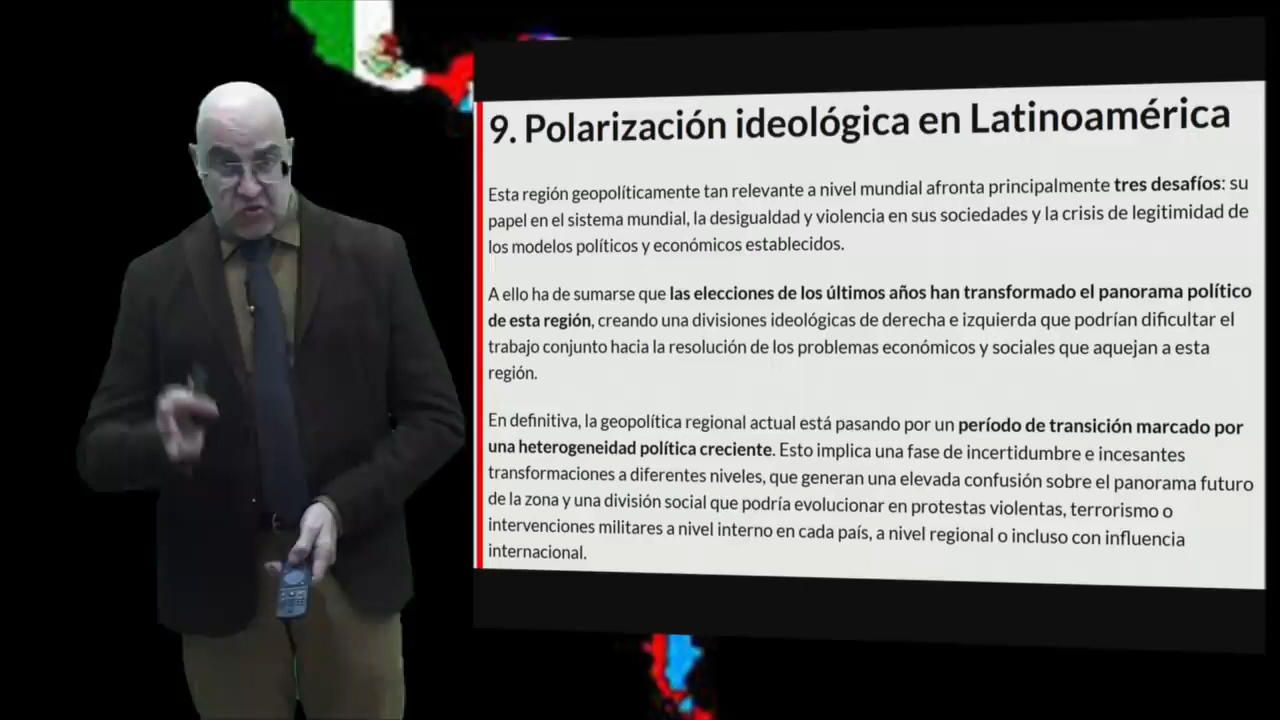 9. Polarización ideológica en Latinoamérica
Esta región geopolíticamente tan relevante a nivel mundial afronta principalmente tres desafíos: su
papel en el sistema mundial, la desigualdad y violencia en sus sociedades y la crisis de legitimidad de
los modelos políticos y económicos establecidos.
A ello ha de sumarse que las elecciones de los últimos años han transformado el panorama político
de esta región, creando una divisiones ideológicas de derecha e izquierda que podrían dificultar el
trabajo conjunto hacia la resolución de los problemas económicos y sociales que aquejan a esta
región.
En definitiva, la geopolítica regional actual está pasando por un período de transición marcado por
una heterogeneidad política creciente. Esto implica una fase de incertidumbre e incesantes
transformaciones a diferentes niveles, que generan una elevada confusión sobre el panorama futuro
de la zona y una división social que podría evolucionar en protestas violentas, terrorismo o
intervenciones militares a nivel interno en cada país, a nivel regional o incluso con influencia
internacional.